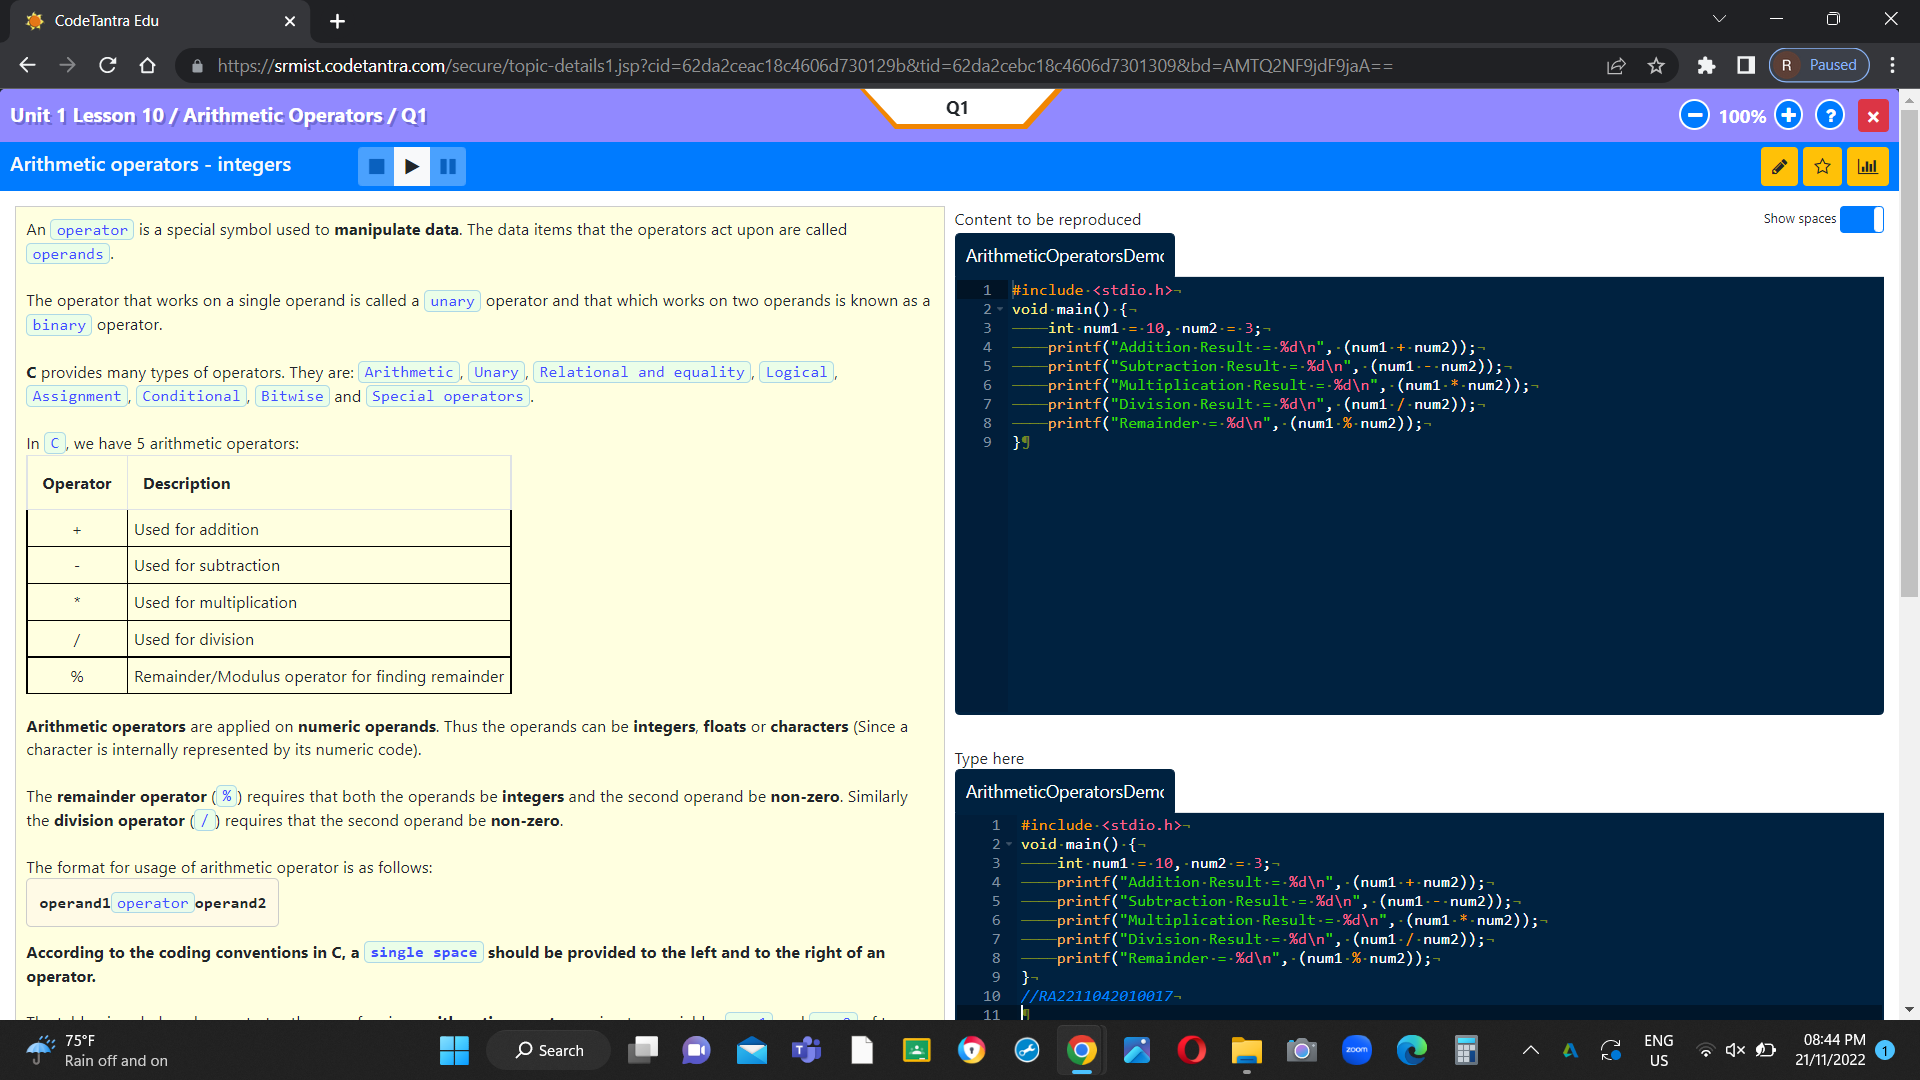 CodeTantra Edu
https://srmist.codetantra.com/secure/topic-details1.jsp?cid=62da2ceac18c4606d730129b&tid=62da2cebc18c4606d7301309&bd=AMTQ2NF9jdF9jaA==
R Paused
Unit 1 Lesson 10 / Arithmetic Operators / Q1
Q1
100%
?
Arithmetic operators - integers
An operator is a special symbol used to manipulate data. The data items that the operators act upon are called
operands.
The operator that works on a single operand is called a unary operator and that which works on two operands is known as a
binary operator.
C provides many types of operators. They are: Arithmetic, Unary, Relational and equality, Logical,
Assignment, Conditional, Bitwise and Special operators.
In C, we have 5 arithmetic operators:
Operator Description
+ Used for addition
- Used for subtraction
* Used for multiplication
/ Used for division
% Remainder/Modulus operator for finding remainder
Arithmetic operators are applied on numeric operands. Thus the operands can be integers, floats or characters (Since a
character is internally represented by its numeric code).
The remainder operator (%) requires that both the operands be integers and the second operand be non-zero. Similarly
the division operator (/) requires that the second operand be non-zero.
The format for usage of arithmetic operator is as follows:
operand1 operator operand2
According to the coding conventions in C, a single space should be provided to the left and to the right of an
operator.
Content to be reproduced
Show spaces
ArithmeticOperatorsDemo
1 #include <stdio.h>
2 void main() {
3 int num1 = 10, num2 = 3;
4 printf("Addition Result = %d\n", (num1 + num2));
5 printf("Subtraction Result = %d\n", (num1 - num2));
6 printf("Multiplication Result = %d\n", (num1 * num2));
7 printf("Division Result = %d\n", (num1 / num2));
8 printf("Remainder = %d\n", (num1 % num2));
9 }
Type here
ArithmeticOperatorsDemo
1 #include <stdio.h>
2 void main() {
3 int num1 = 10, num2 = 3;
4 printf("Addition Result = %d\n", (num1 + num2));
5 printf("Subtraction Result = %d\n", (num1 - num2));
6 printf("Multiplication Result = %d\n", (num1 * num2));
7 printf("Division Result = %d\n", (num1 / num2));
8 printf("Remainder = %d\n", (num1 % num2));
9 }
10 //RA2211042010017
11
75°F
Rain off and on
Search
zoom
ENG
US
08:44 PM
21/11/2022
1